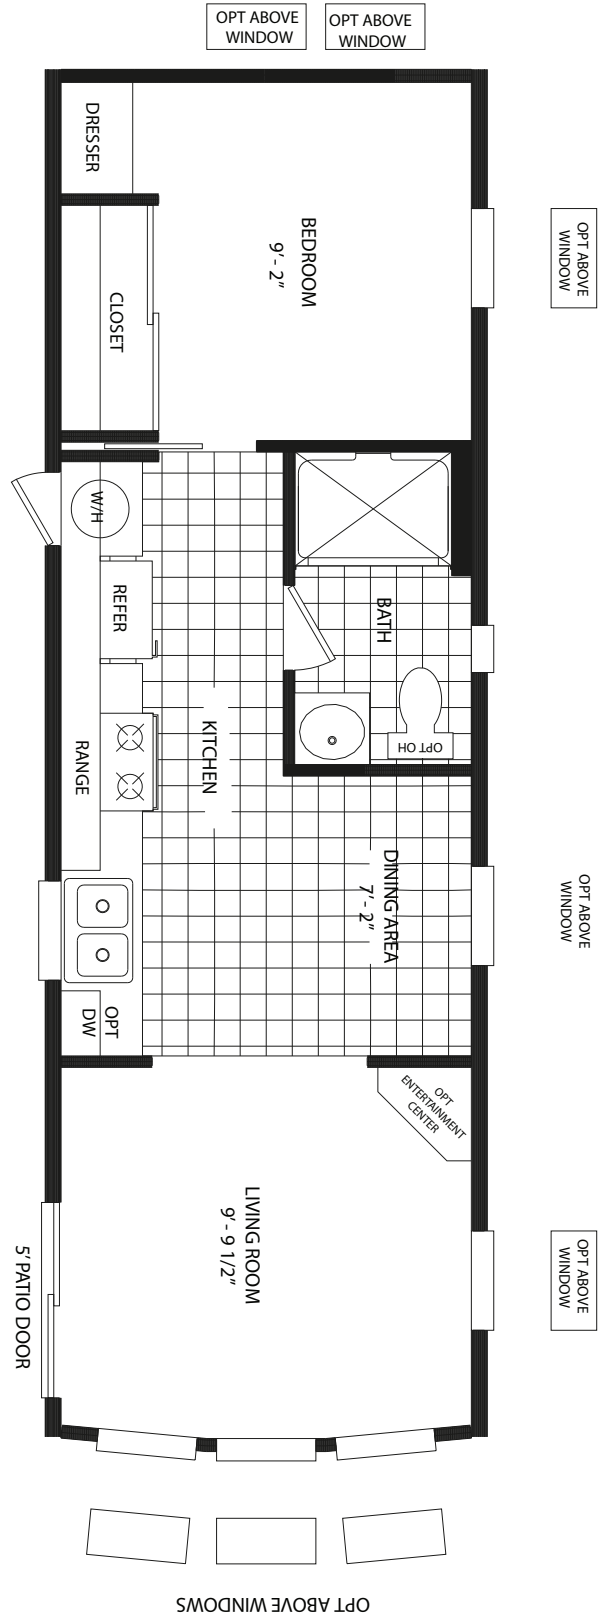 OPT ABOVE
WINDOW
OPT ABOVE
WINDOW
DRESSER
BEDROOM
9'- 2"
OPT ABOVE
WINDOW
CLOSET
W/H
REFER
BATH
OPT OH
KITCHEN
RANGE
DINING AREA
7'- 2"
OPT ABOVE
WINDOW
OPT
DW
OPT
ENTERTAINMENT
CENTER
LIVING ROOM
9'- 9 1/2"
OPT ABOVE
WINDOW
5' PATIO DOOR
OPT ABOVE WINDOWS